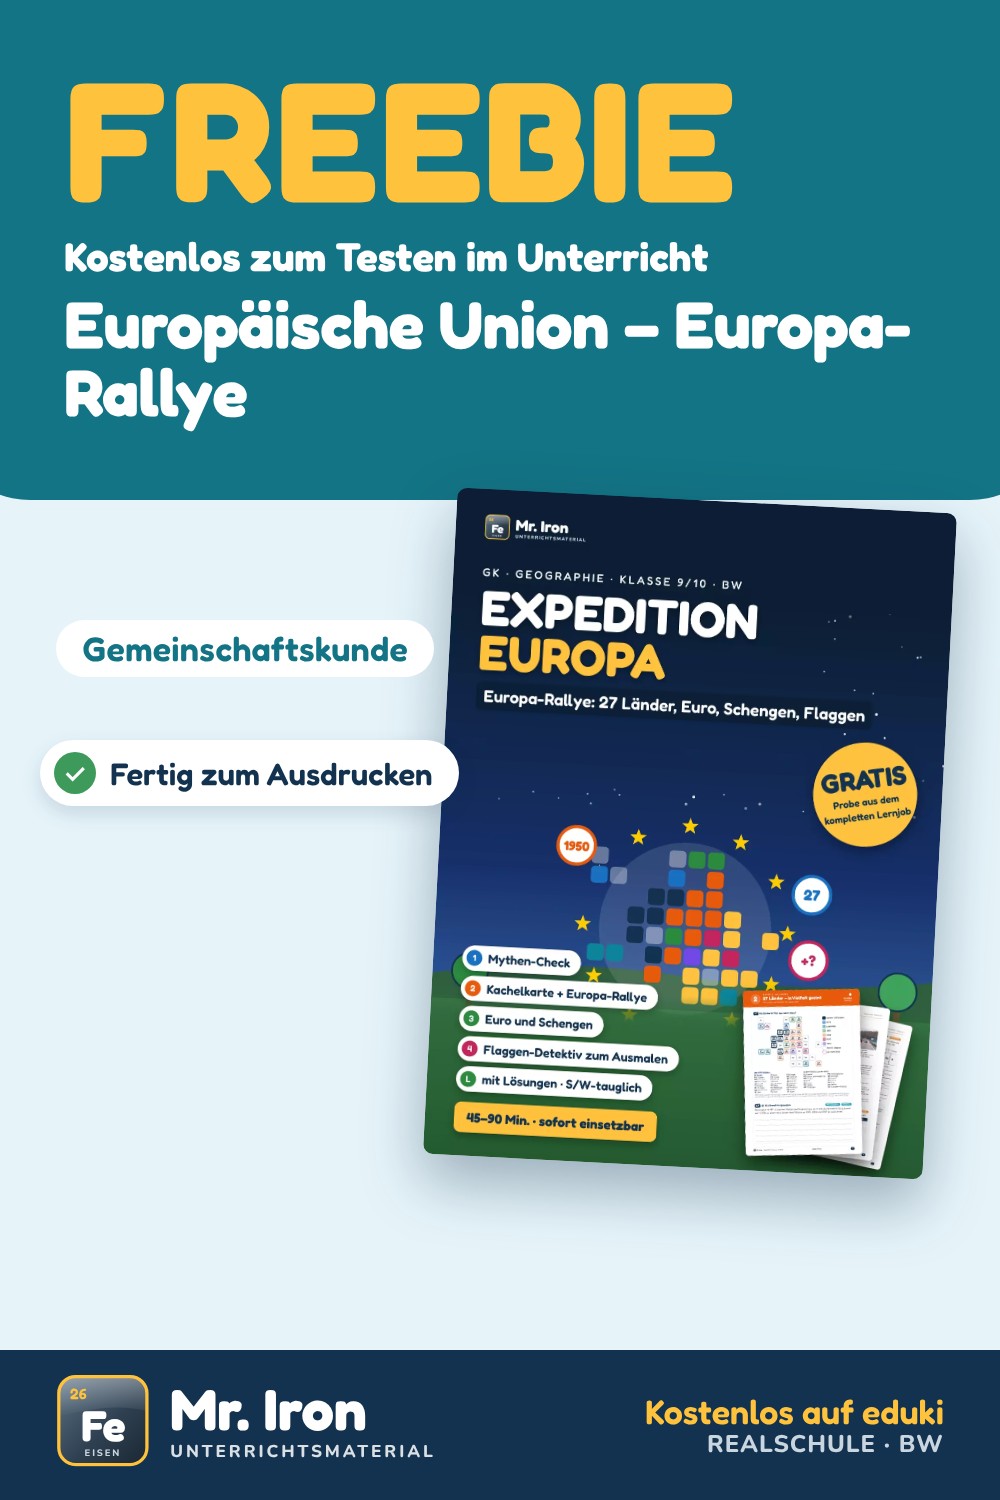 FREEBIE
Kostenlos zum Testen im Unterricht
Europäische Union – Europa-
Rallye
Gemeinschaftskunde
Fertig zum Ausdrucken
Fe
Mr. Iron
UNTERRICHTSMATERIAL
GK · GEOGRAPHIE · KLASSE 9/10 · BW
EXPEDITION
EUROPA
Europa-Rallye: 27 Länder, Euro, Schengen, Flaggen
GRATIS
Probe aus dem
kompletten Lernjob
1950
27
+?
1 Mythen-Check
2 Kachelkarte + Europa-Rallye
3 Euro und Schengen
4 Flaggen-Detektiv zum Ausmalen
L mit Lösungen · S/W-tauglich
45–90 Min. · sofort einsetzbar
26
Fe
EISEN
Mr. Iron
UNTERRICHTSMATERIAL
Kostenlos auf eduki
REALSCHULE · BW